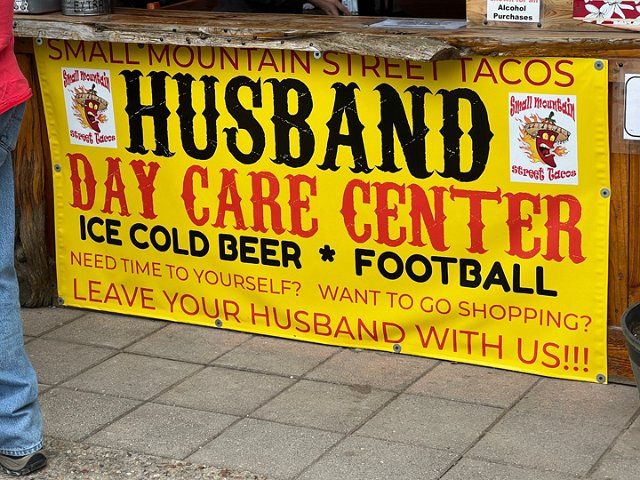 Alcohol
Purchases
SMALL MOUNTAIN STREET TACOS
Small Mountain
Street Tacos
HUSBAND
Small Mountain
Street Tacos
DAY CARE CENTER
ICE COLD BEER * FOOTBALL
NEED TIME TO YOURSELF? WANT TO GO SHOPPING?
LEAVE YOUR HUSBAND WITH US!!!